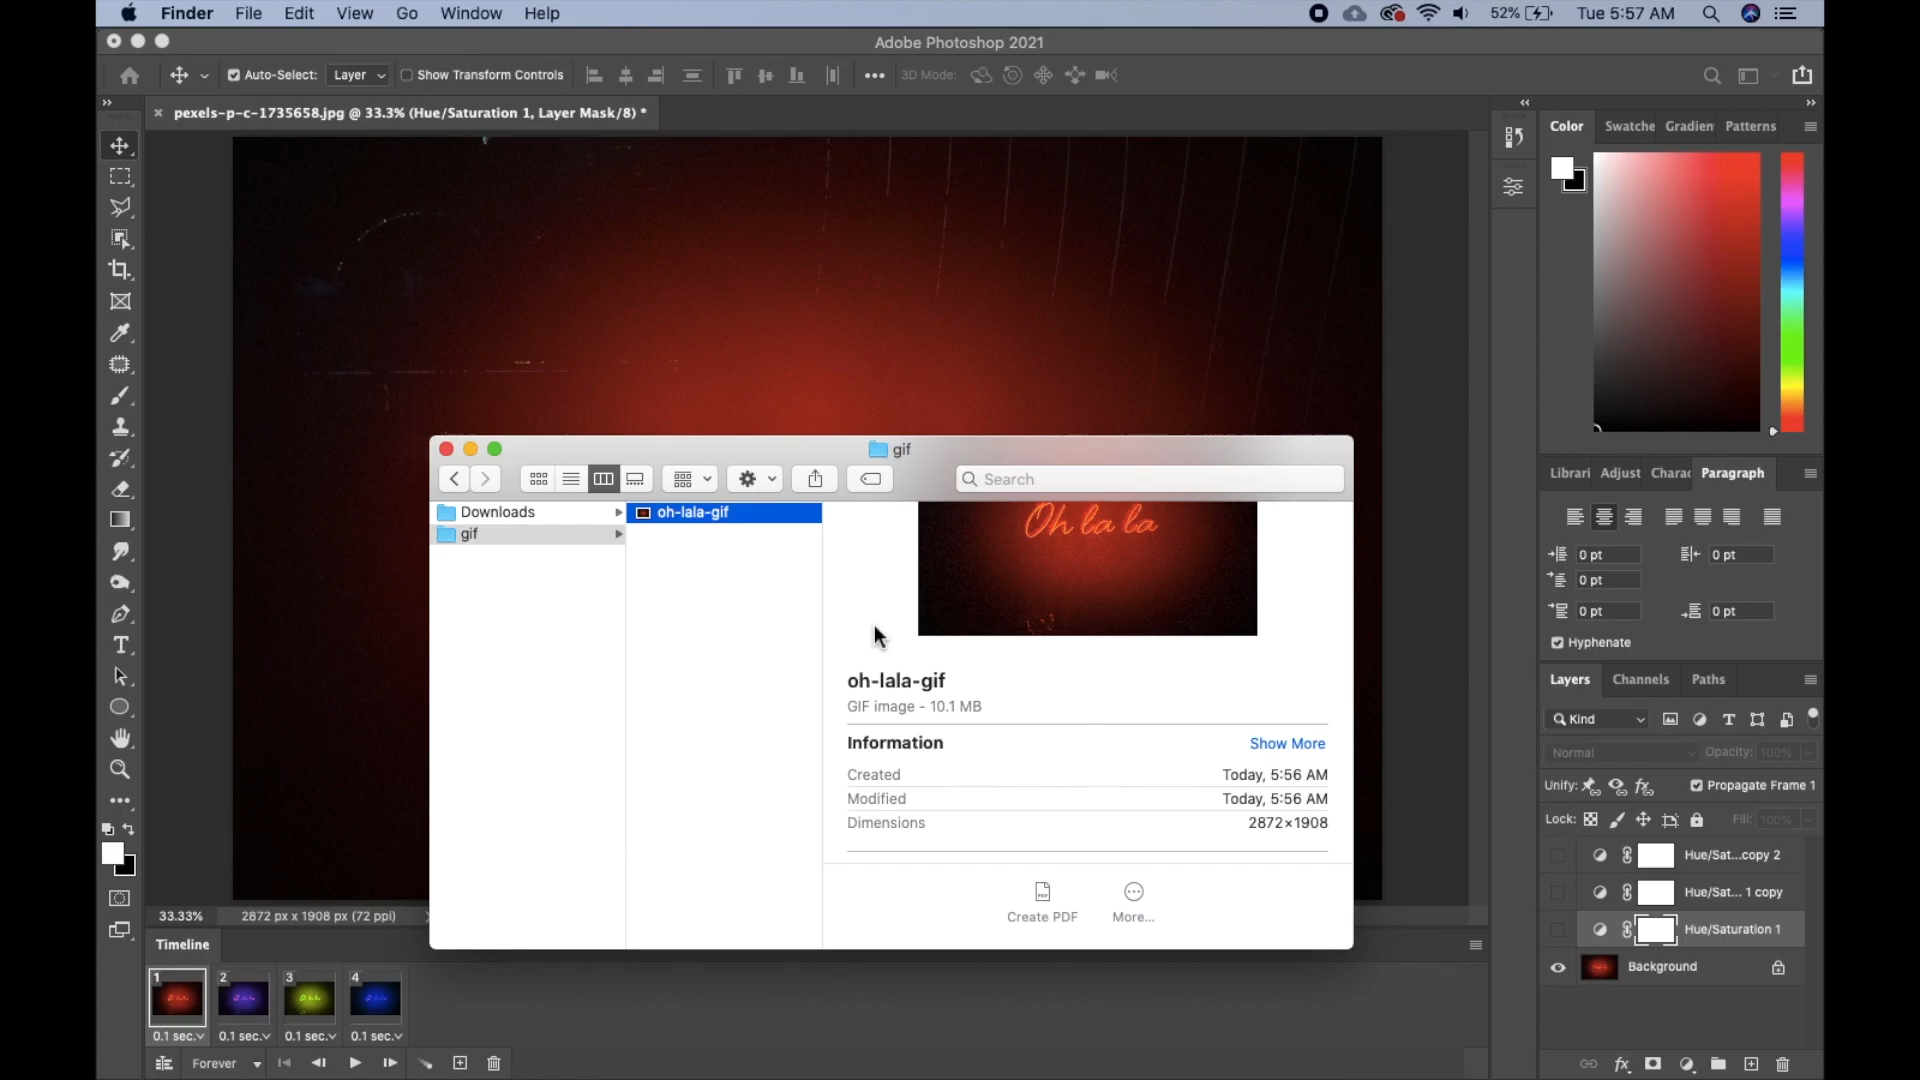 Finder File Edit View Go Window Help 52% Tue 5:57 AM
Adobe Photoshop 2021
Auto-Select: Layer Show Transform Controls 3D Mode:
pexels-p-c-1735658.jpg @ 33.3% (Hue/Saturation 1, Layer Mask/8) *
Color Swatche Gradien Patterns
gif
Search
Downloads oh-lala-gif
gif
Oh la la
oh-lala-gif
GIF image - 10.1 MB
Information Show More
Created Today, 5:56 AM
Modified Today, 5:56 AM
Dimensions 2872×1908
Create PDF More...
Librari Adjust Charac Paragraph
0 pt 0 pt
0 pt
0 pt 0 pt
Hyphenate
Layers Channels Paths
Kind
Normal Opacity: 100%
Unify: Propagate Frame 1
Lock: Fill: 100%
Hue/Sat...copy 2
Hue/Sat... 1 copy
Hue/Saturation 1
Background
33.33% 2872 px x 1908 px (72 ppi)
Timeline
1 2 3 4
0.1 sec. 0.1 sec. 0.1 sec. 0.1 sec.
Forever